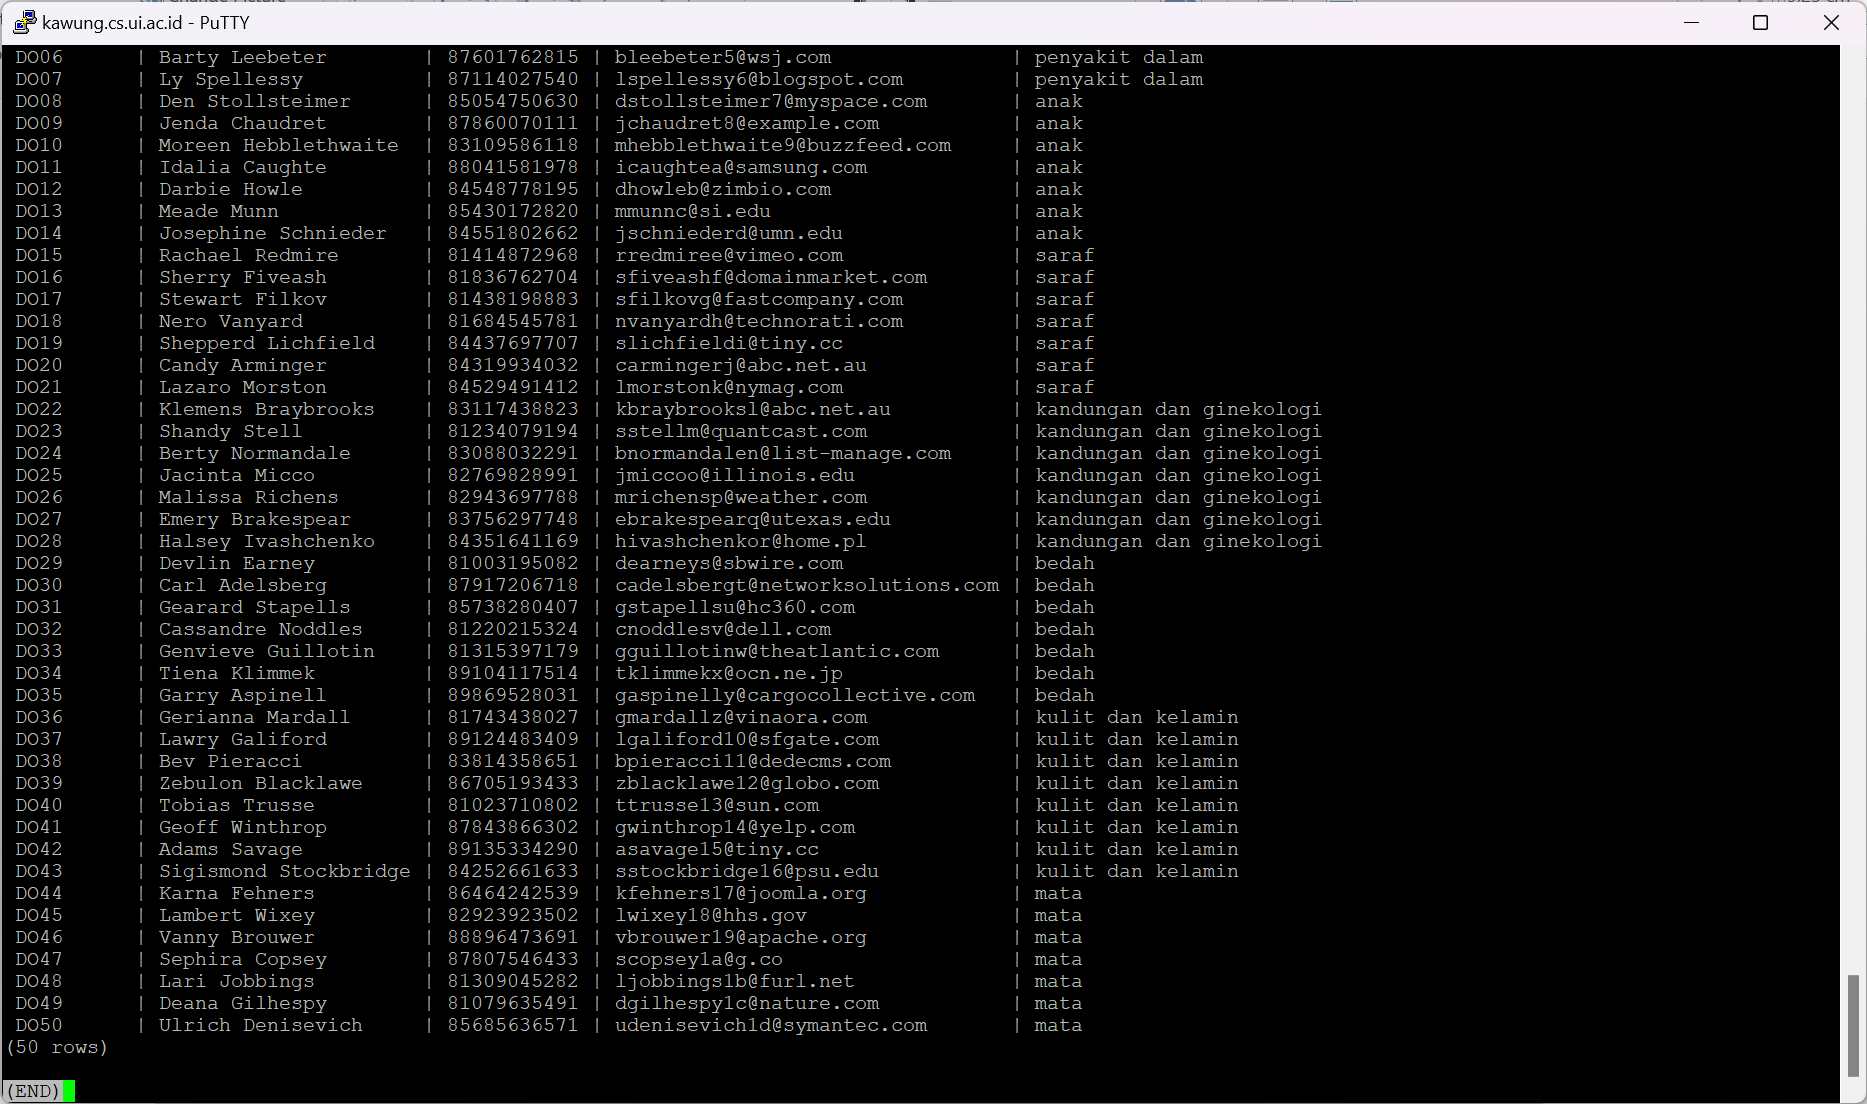 kawung.cs.ui.ac.id - PuTTY
DO06 | Barty Leebeter | 87601762815 | bleebeter5@wsj.com | penyakit dalam
DO07 | Ly Spellessy | 87114027540 | lspellessy6@blogspot.com | penyakit dalam
DO08 | Den Stollsteimer | 85054750630 | dstollsteimer7@myspace.com | anak
DO09 | Jenda Chaudret | 87860070111 | jchaudret8@example.com | anak
DO10 | Moreen Hebblethwaite | 83109586118 | mhebblethwaite9@buzzfeed.com | anak
DO11 | Idalia Caughte | 88041581978 | icaughtea@samsung.com | anak
DO12 | Darbie Howle | 84548778195 | dhowleb@zimbio.com | anak
DO13 | Meade Munn | 85430172820 | mmunnc@si.edu | anak
DO14 | Josephine Schnieder | 84551802662 | jschniederd@umn.edu | anak
DO15 | Rachael Redmire | 81414872968 | rredmiree@vimeo.com | saraf
DO16 | Sherry Fiveash | 81836762704 | sfiveashf@domainmarket.com | saraf
DO17 | Stewart Filkov | 81438198883 | sfilkovg@fastcompany.com | saraf
DO18 | Nero Vanyard | 81684545781 | nvanyardh@technorati.com | saraf
DO19 | Shepperd Lichfield | 84437697707 | slichfieldi@tiny.cc | saraf
DO20 | Candy Arminger | 84319934032 | carmingerj@abc.net.au | saraf
DO21 | Lazaro Morston | 84529491412 | lmorstonk@nymag.com | saraf
DO22 | Klemens Braybrooks | 83117438823 | kbraybrooksl@abc.net.au | kandungan dan ginekologi
DO23 | Shandy Stell | 81234079194 | sstellm@quantcast.com | kandungan dan ginekologi
DO24 | Berty Normandale | 83088032291 | bnormandalen@list-manage.com | kandungan dan ginekologi
DO25 | Jacinta Micco | 82769828991 | jmiccoo@illinois.edu | kandungan dan ginekologi
DO26 | Malissa Richens | 82943697788 | mrichensp@weather.com | kandungan dan ginekologi
DO27 | Emery Brakespear | 83756297748 | ebrakespearq@utexas.edu | kandungan dan ginekologi
DO28 | Halsey Ivashchenko | 84351641169 | hivashchenkor@home.pl | kandungan dan ginekologi
DO29 | Devlin Earney | 81003195082 | dearneys@sbwire.com | bedah
DO30 | Carl Adelsberg | 87917206718 | cadelsbergt@networksolutions.com | bedah
DO31 | Gearard Stapells | 85738280407 | gstapellsu@hc360.com | bedah
DO32 | Cassandre Noddles | 81220215324 | cnoddlesv@dell.com | bedah
DO33 | Genvieve Guillotin | 81315397179 | gguillotinw@theatlantic.com | bedah
DO34 | Tiena Klimmek | 89104117514 | tklimmekx@ocn.ne.jp | bedah
DO35 | Garry Aspinell | 89869528031 | gaspinelly@cargocollective.com | bedah
DO36 | Gerianna Mardall | 81743438027 | gmardallz@vinaora.com | kulit dan kelamin
DO37 | Lawry Galiford | 89124483409 | lgaliford10@sfgate.com | kulit dan kelamin
DO38 | Bev Pieracci | 83814358651 | bpieracci11@dedecms.com | kulit dan kelamin
DO39 | Zebulon Blacklawe | 86705193433 | zblacklawe12@globo.com | kulit dan kelamin
DO40 | Tobias Trusse | 81023710802 | ttrusse13@sun.com | kulit dan kelamin
DO41 | Geoff Winthrop | 87843866302 | gwinthrop14@yelp.com | kulit dan kelamin
DO42 | Adams Savage | 89135334290 | asavage15@tiny.cc | kulit dan kelamin
DO43 | Sigismond Stockbridge | 84252661633 | sstockbridge16@psu.edu | kulit dan kelamin
DO44 | Karna Fehners | 86464242539 | kfehners17@joomla.org | mata
DO45 | Lambert Wixey | 82923923502 | lwixey18@hhs.gov | mata
DO46 | Vanny Brouwer | 88896473691 | vbrouwer19@apache.org | mata
DO47 | Sephira Copsey | 87807546433 | scopsey1a@g.co | mata
DO48 | Lari Jobbings | 81309045282 | ljobbings1b@furl.net | mata
DO49 | Deana Gilhespy | 81079635491 | dgilhespy1c@nature.com | mata
DO50 | Ulrich Denisevich | 85685636571 | udenisevich1d@symantec.com | mata
(50 rows)
(END)